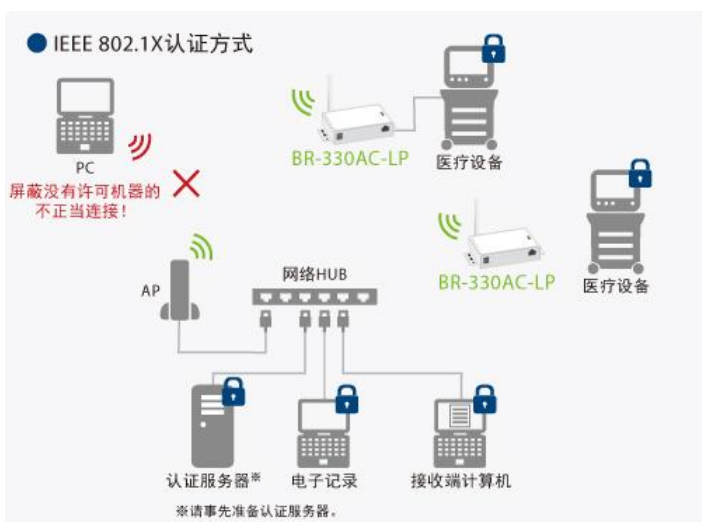 IEEE 802.1X认证方式
PC
屏蔽没有许可机器的
不正当连接！
BR-330AC-LP
医疗设备
BR-330AC-LP
医疗设备
AP
网络HUB
认证服务器※
电子记录
接收端计算机
※请事先准备认证服务器。